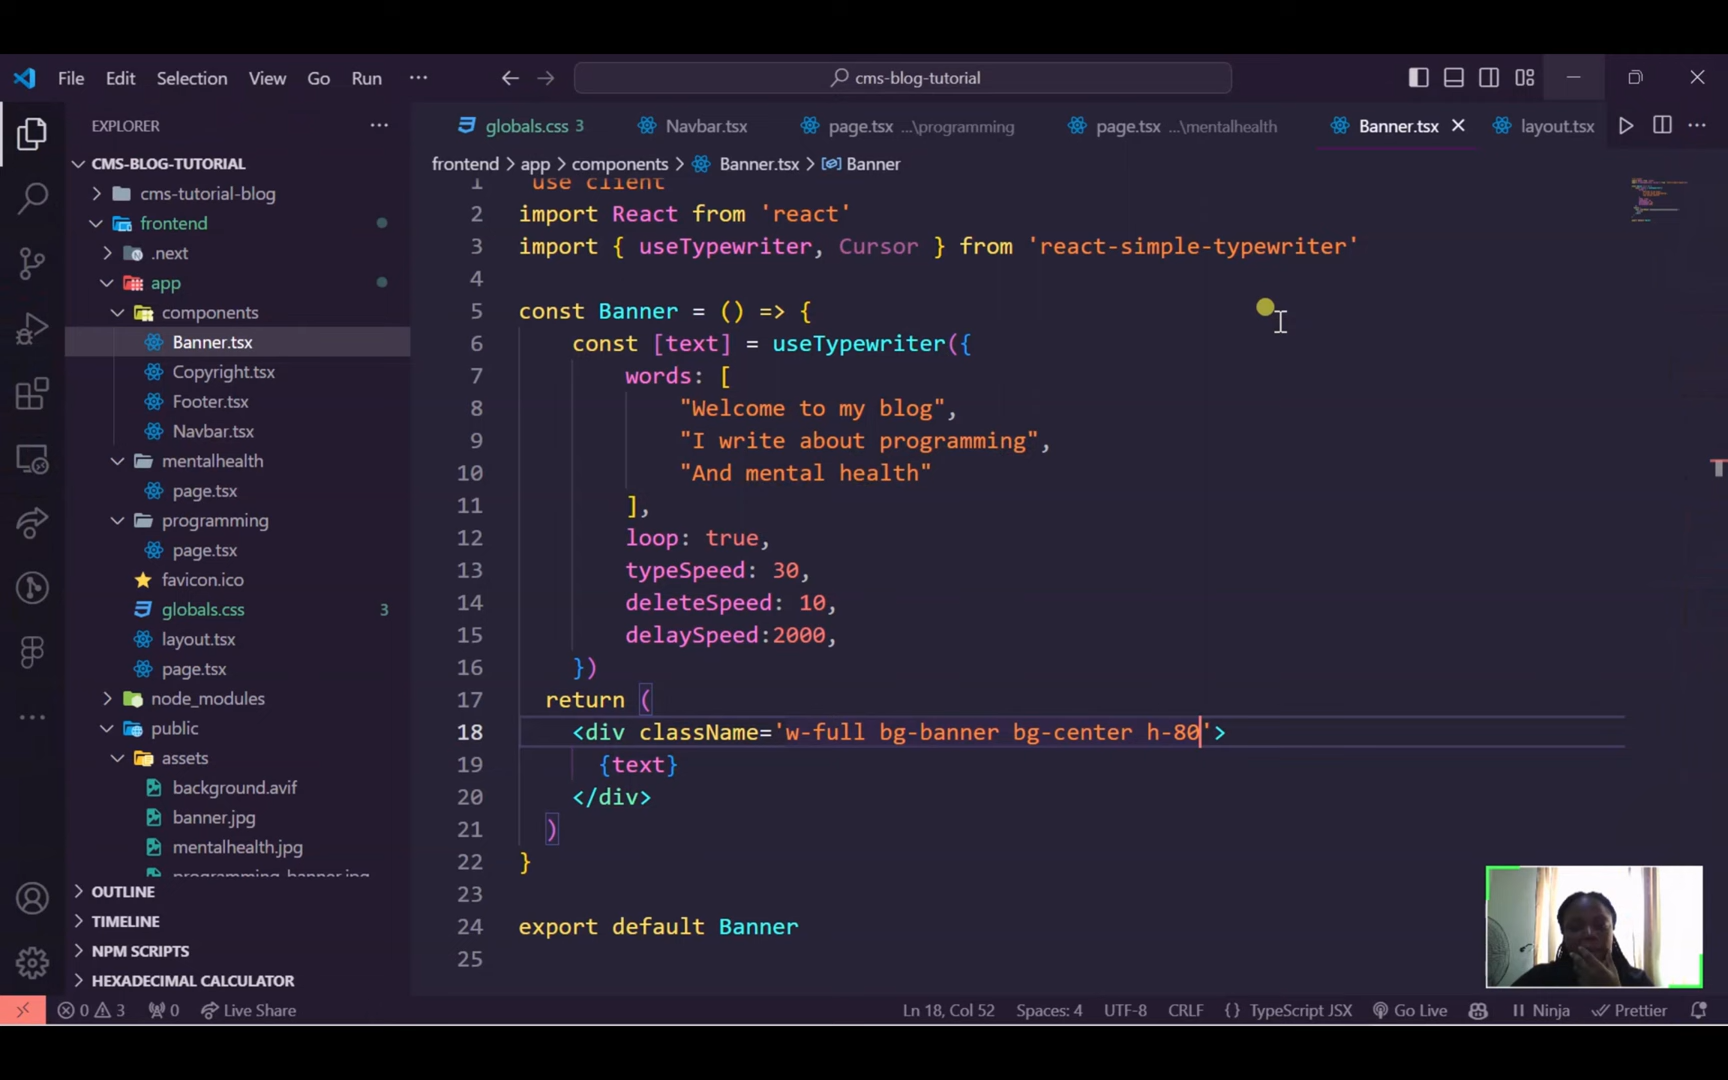 File Edit Selection View Go Run ··· cms-blog-tutorial
EXPLORER
CMS-BLOG-TUTORIAL
cms-tutorial-blog
frontend
.next
app
components
Banner.tsx
Copyright.tsx
Footer.tsx
Navbar.tsx
mentalhealth
page.tsx
programming
page.tsx
favicon.ico
globals.css 3
layout.tsx
page.tsx
node_modules
public
assets
background.avif
banner.jpg
mentalhealth.jpg
programming-banner.jpg
OUTLINE
TIMELINE
NPM SCRIPTS
HEXADECIMAL CALCULATOR
globals.css 3 Navbar.tsx page.tsx ...\programming page.tsx ...\mentalhealth Banner.tsx layout.tsx
frontend > app > components > Banner.tsx > Banner
1 'use client'
2 import React from 'react'
3 import { useTypewriter, Cursor } from 'react-simple-typewriter'
4
5 const Banner = () => {
6 const [text] = useTypewriter({
7 words: [
8 "Welcome to my blog",
9 "I write about programming",
10 "And mental health"
11 ],
12 loop: true,
13 typeSpeed: 30,
14 deleteSpeed: 10,
15 delaySpeed:2000,
16 })
17 return (
18 <div className='w-full bg-banner bg-center h-80'>
19 {text}
20 </div>
21 )
22 }
23
24 export default Banner
25
0 3 0 Live Share Ln 18, Col 52 Spaces: 4 UTF-8 CRLF {} TypeScript JSX Go Live Ninja Prettier